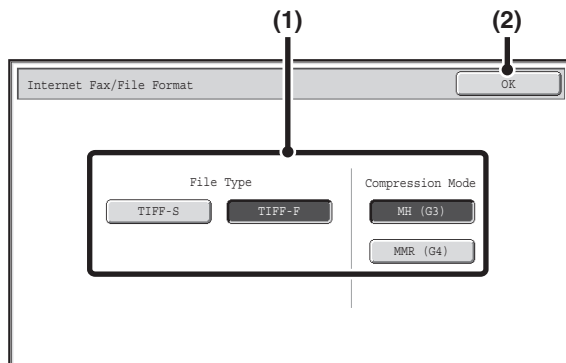 (1) (2)
Internet Fax/File Format OK
File Type Compression Mode
TIFF-S TIFF-F MH (G3)
MMR (G4)